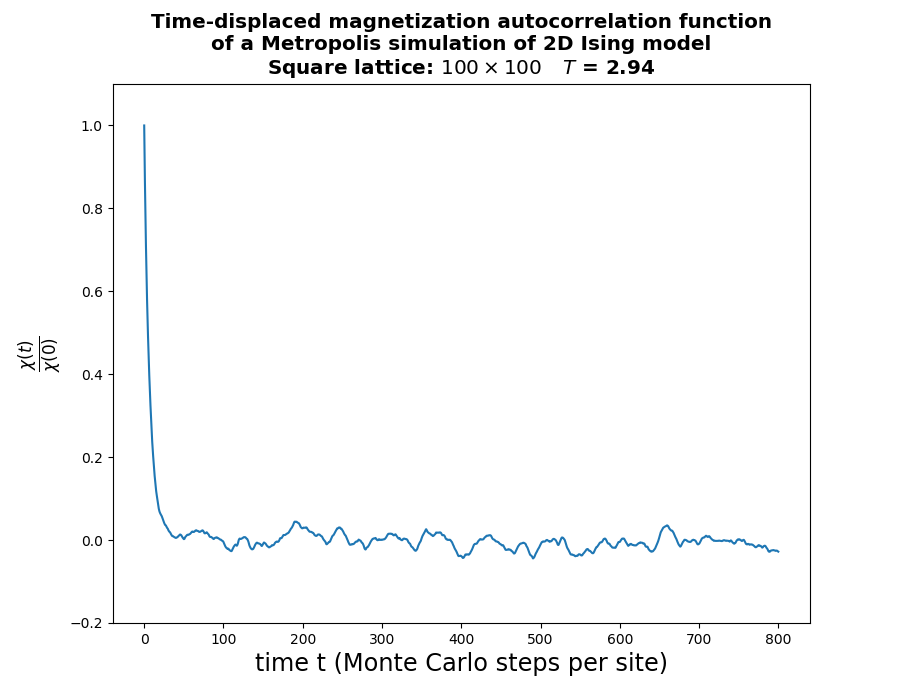 Time-displaced magnetization autocorrelation function
of a Metropolis simulation of 2D Ising model
Square lattice: 100 × 100 T = 2.94
1.0
0.8
0.6
0.4
0.2
0.0
−0.2
χ(t)
χ(0)
0 100 200 300 400 500 600 700 800
time t (Monte Carlo steps per site)